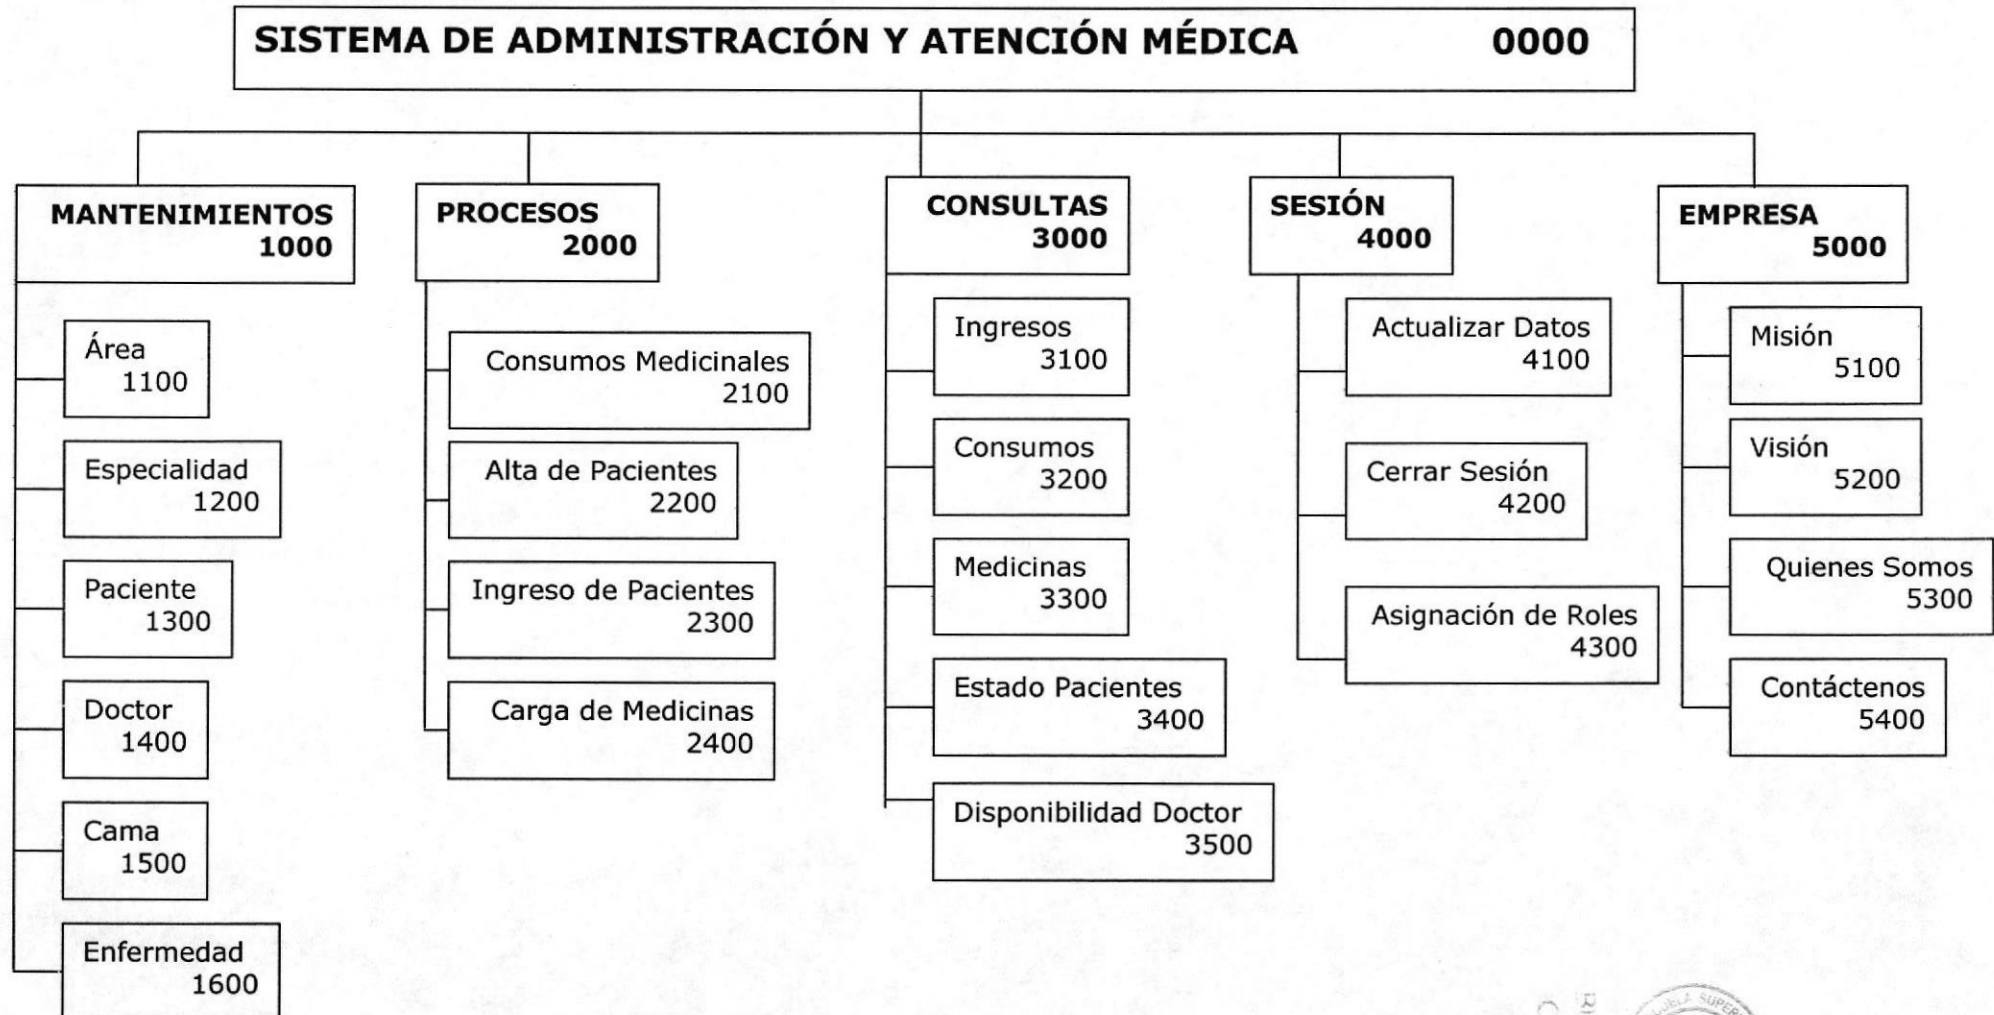 SISTEMA DE ADMINISTRACIÓN Y ATENCIÓN MÉDICA 0000
MANTENIMIENTOS
1000
Área
1100
Especialidad
1200
Paciente
1300
Doctor
1400
Cama
1500
Enfermedad
1600
PROCESOS
2000
Consumos Medicinales
2100
Alta de Pacientes
2200
Ingreso de Pacientes
2300
Carga de Medicinas
2400
CONSULTAS
3000
Ingresos
3100
Consumos
3200
Medicinas
3300
Estado Pacientes
3400
Disponibilidad Doctor
3500
SESIÓN
4000
Actualizar Datos
4100
Cerrar Sesión
4200
Asignación de Roles
4300
EMPRESA
5000
Misión
5100
Visión
5200
Quienes Somos
5300
Contáctenos
5400